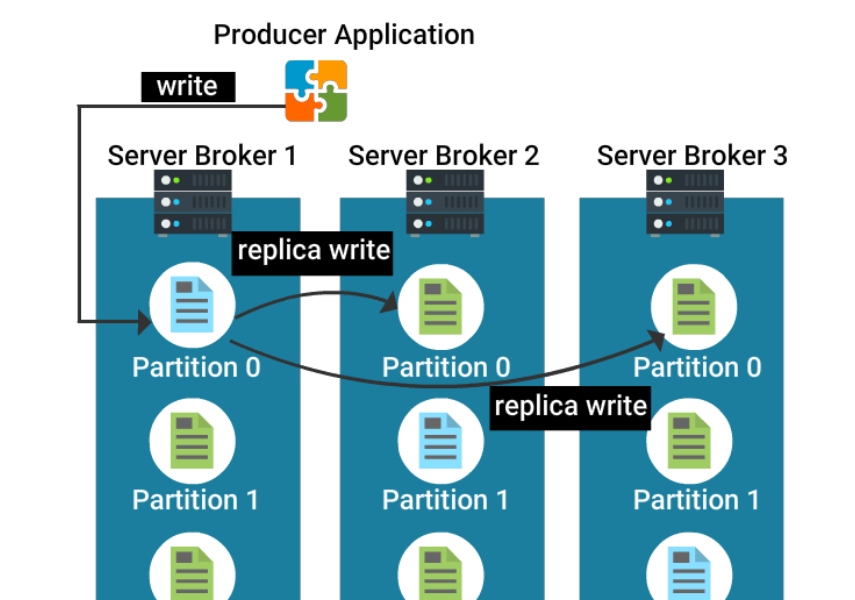 Producer Application
write
Server Broker 1
Server Broker 2
Server Broker 3
replica write
Partition 0
Partition 0
Partition 0
replica write
Partition 1
Partition 1
Partition 1